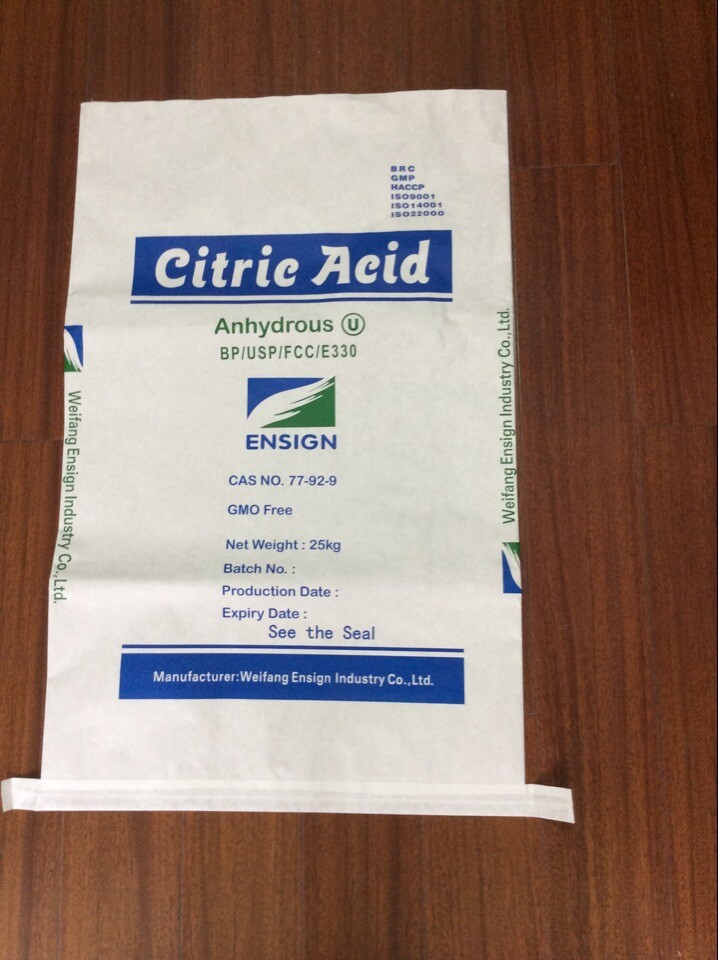 BRC
GMP
HACCP
ISO9001
ISO14001
ISO22000
Citric Acid
Anhydrous Ⓤ
BP/USP/FCC/E330
ENSIGN
CAS NO. 77-92-9
GMO Free
Net Weight : 25kg
Batch No. :
Production Date :
Expiry Date :
See the Seal
Manufacturer:Weifang Ensign Industry Co.,Ltd.
Weifang Ensign Industry Co.,Ltd.
Weifang Ensign Industry Co.,Ltd.